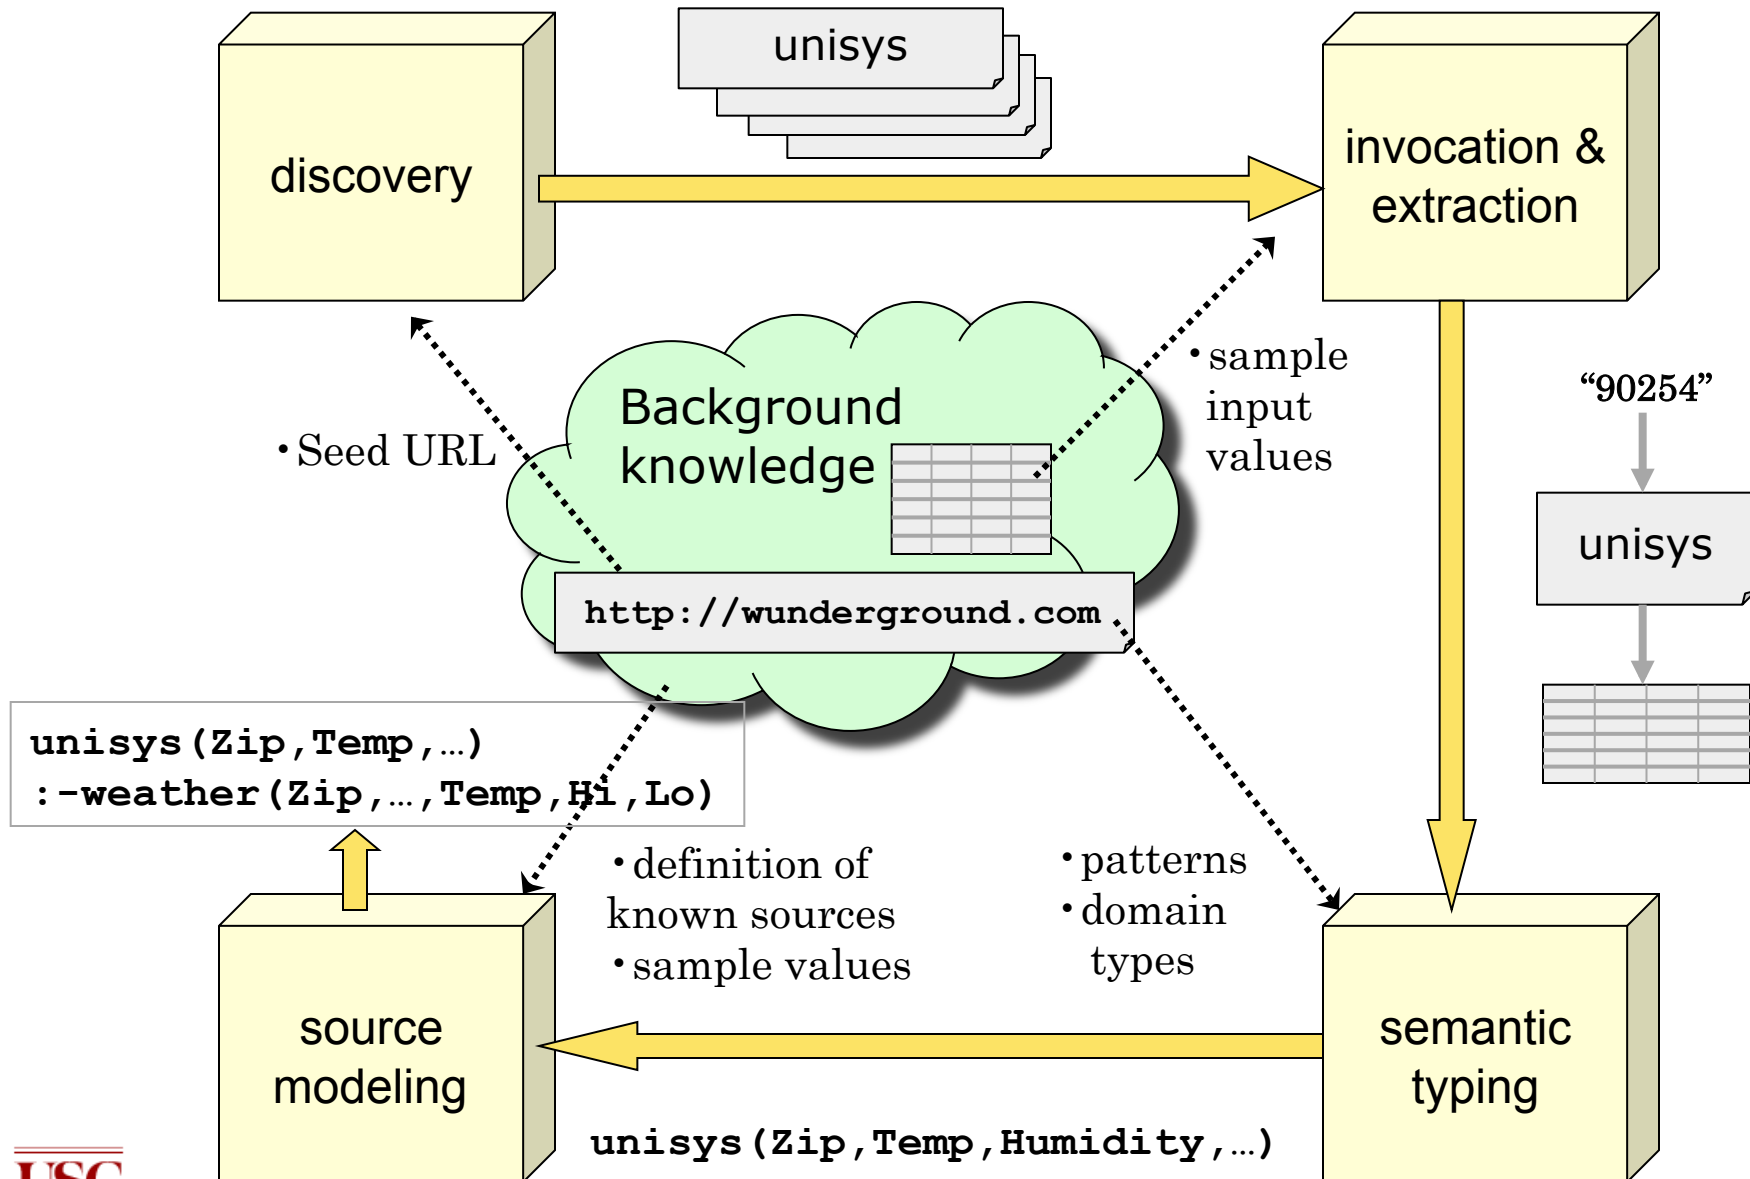 unisys
discovery
invocation &
extraction
Background
knowledge
• Seed URL
• sample
input
values
“90254”
unisys
http://wunderground.com
unisys(Zip,Temp,…)
:-weather(Zip,…,Temp,Hi,Lo)
• definition of
known sources
• sample values
• patterns
• domain
types
source
modeling
semantic
typing
unisys(Zip,Temp,Humidity,…)
USC